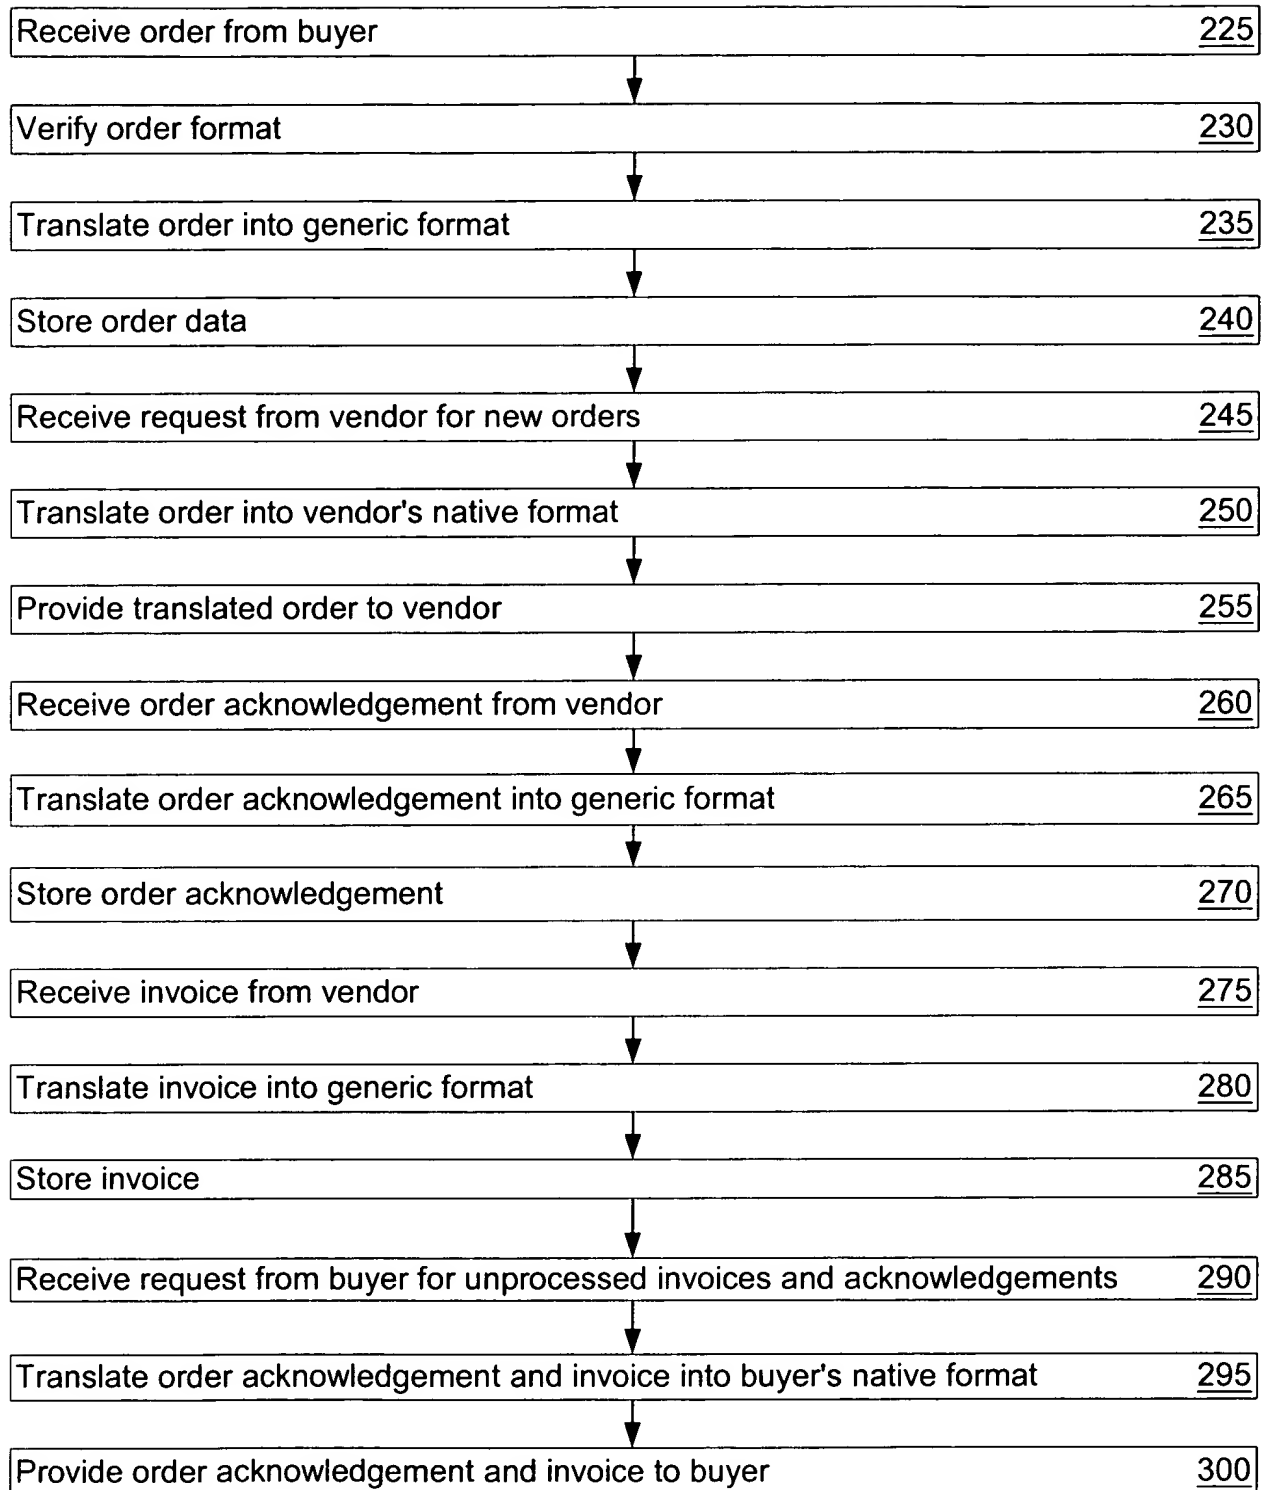 Receive order from buyer 225
Verify order format 230
Translate order into generic format 235
Store order data 240
Receive request from vendor for new orders 245
Translate order into vendor's native format 250
Provide translated order to vendor 255
Receive order acknowledgement from vendor 260
Translate order acknowledgement into generic format 265
Store order acknowledgement 270
Receive invoice from vendor 275
Translate invoice into generic format 280
Store invoice 285
Receive request from buyer for unprocessed invoices and acknowledgements 290
Translate order acknowledgement and invoice into buyer's native format 295
Provide order acknowledgement and invoice to buyer 300